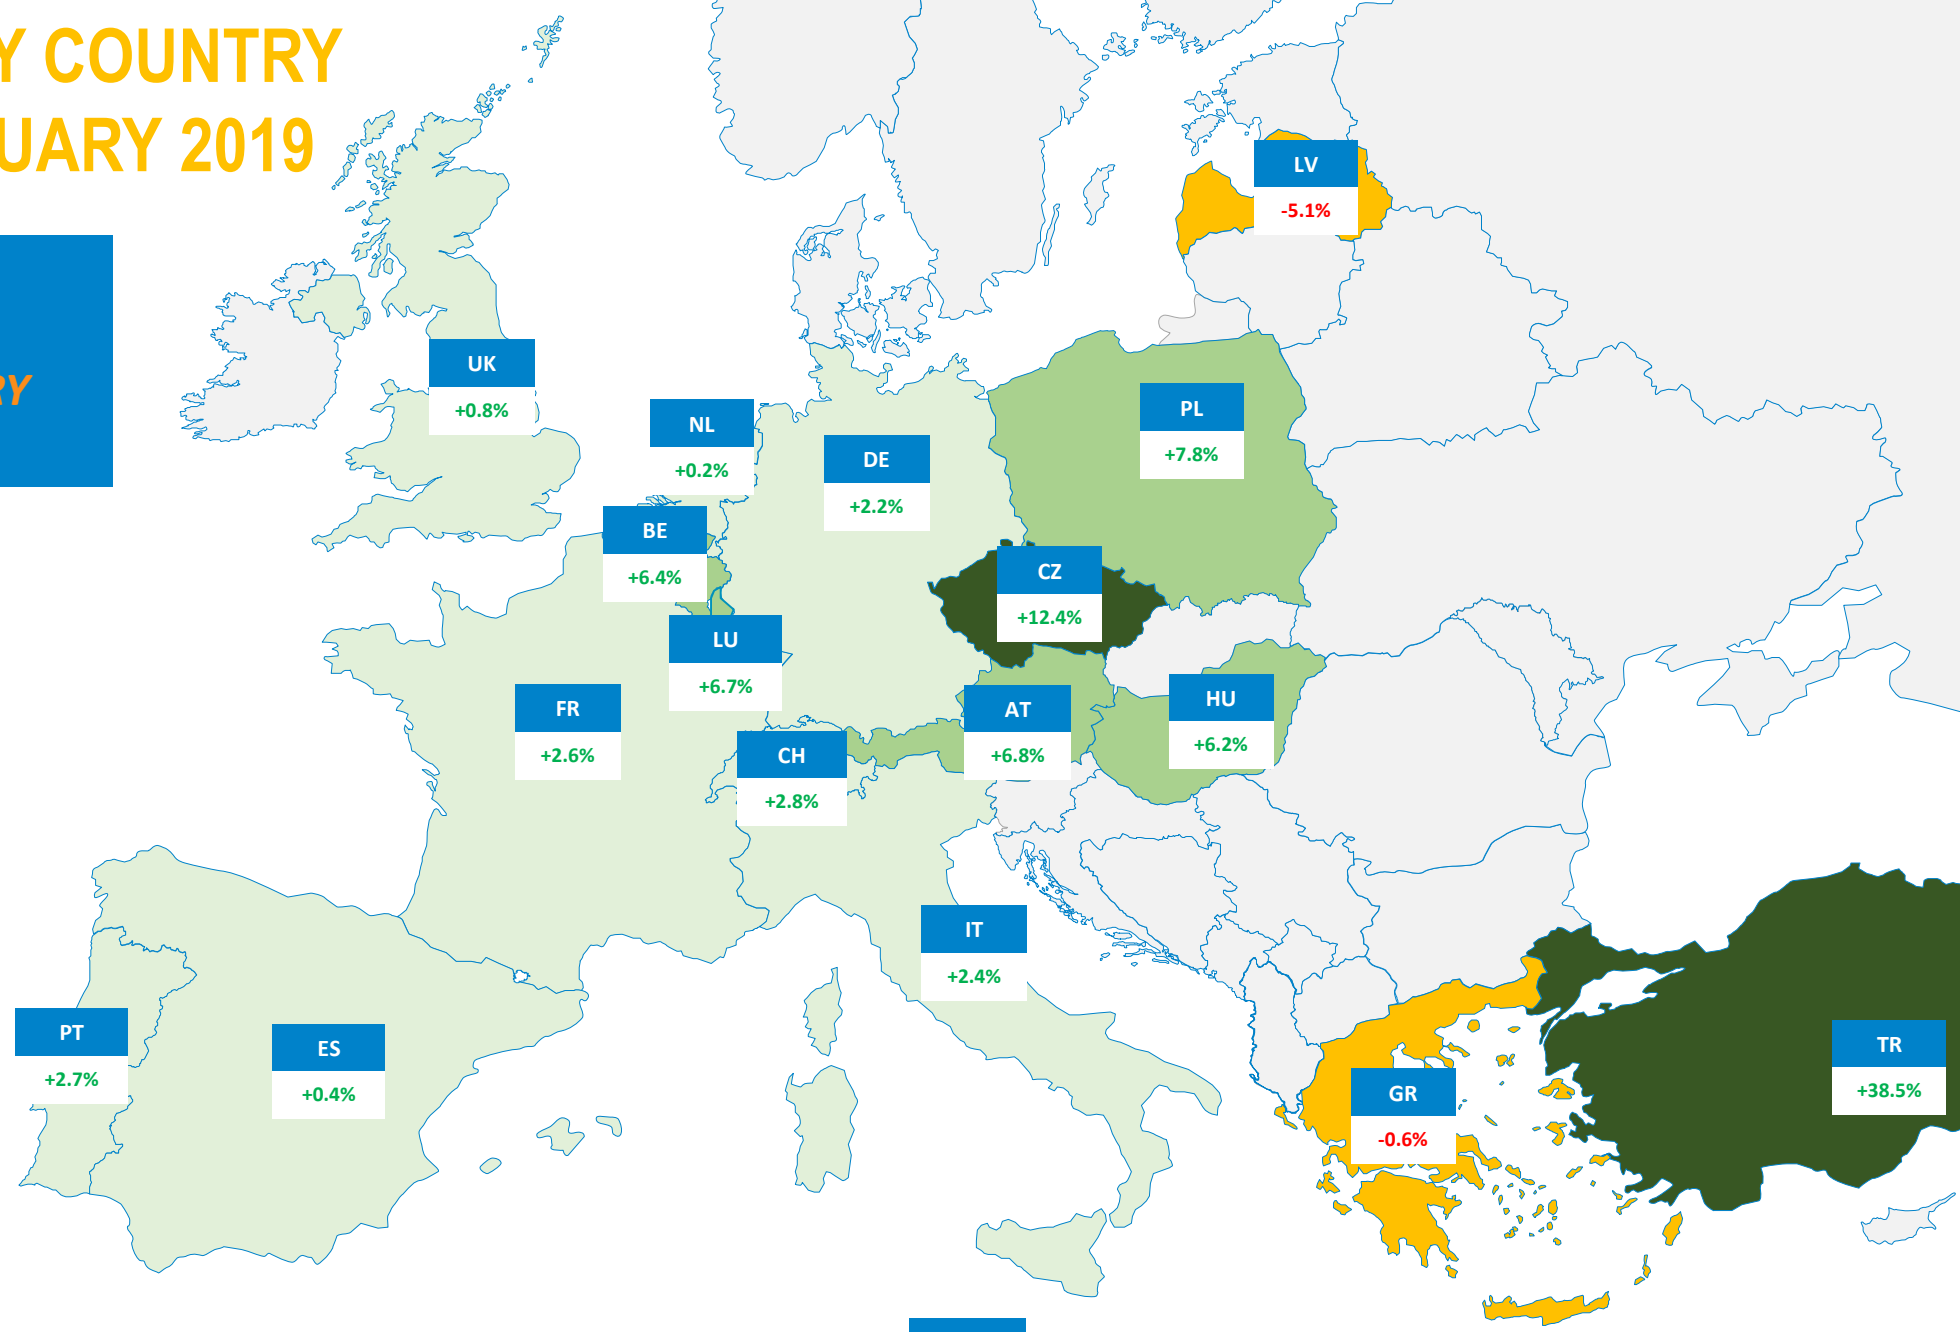 Y COUNTRY
UARY 2019
RY
LV
-5.1%
UK
+0.8%
PL
+7.8%
NL
+0.2%
DE
+2.2%
BE
+6.4%
CZ
+12.4%
LU
+6.7%
HU
+6.2%
FR
+2.6%
AT
+6.8%
CH
+2.8%
IT
+2.4%
PT
+2.7%
ES
+0.4%
TR
+38.5%
GR
-0.6%